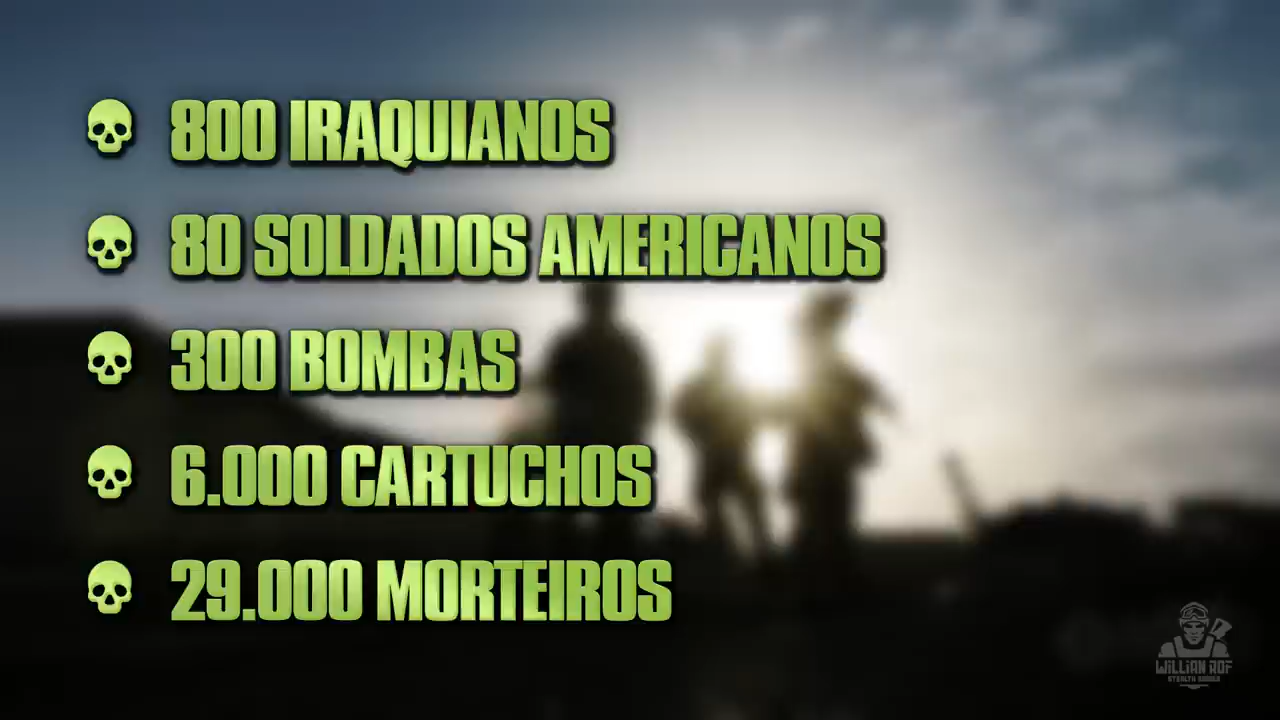 800 IRAQUIANOS
80 SOLDADOS AMERICANOS
300 BOMBAS
6.000 CARTUCHOS
29.000 MORTEIROS
WILLIAN ROF